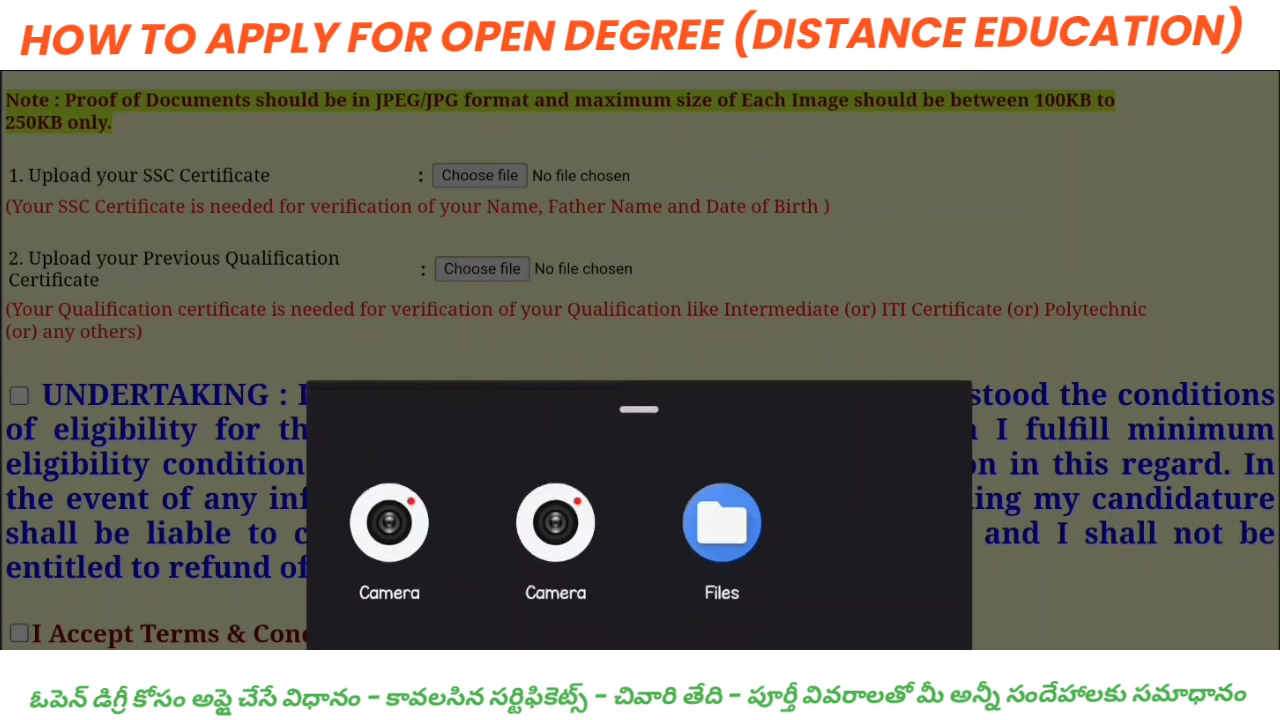 HOW TO APPLY FOR OPEN DEGREE (DISTANCE EDUCATION)
Note : Proof of Documents should be in JPEG/JPG format and maximum size of Each Image should be between 100KB to
250KB only.
1. Upload your SSC Certificate : Choose file No file chosen
(Your SSC Certificate is needed for verification of your Name, Father Name and Date of Birth )
2. Upload your Previous Qualification
Certificate : Choose file No file chosen
(Your Qualification certificate is needed for verification of your Qualification like Intermediate (or) ITI Certificate (or) Polytechnic
(or) any others)
UNDERTAKING : stood the conditions
of eligibility for I fulfill minimum
eligibility condition in this regard. In
the event of any my candidature
shall be liable to and I shall not be
entitled to refund of
I Accept Terms &
Camera Camera Files
ఓపెన్ డిగ్రీ కోసం అప్లై చేసే విధానం - కావలసిన సర్టిఫికెట్స్ - చివారి తేది - పూర్తీ వివరాలతో మీ అన్నీ సందేహాలకు సమాధానం